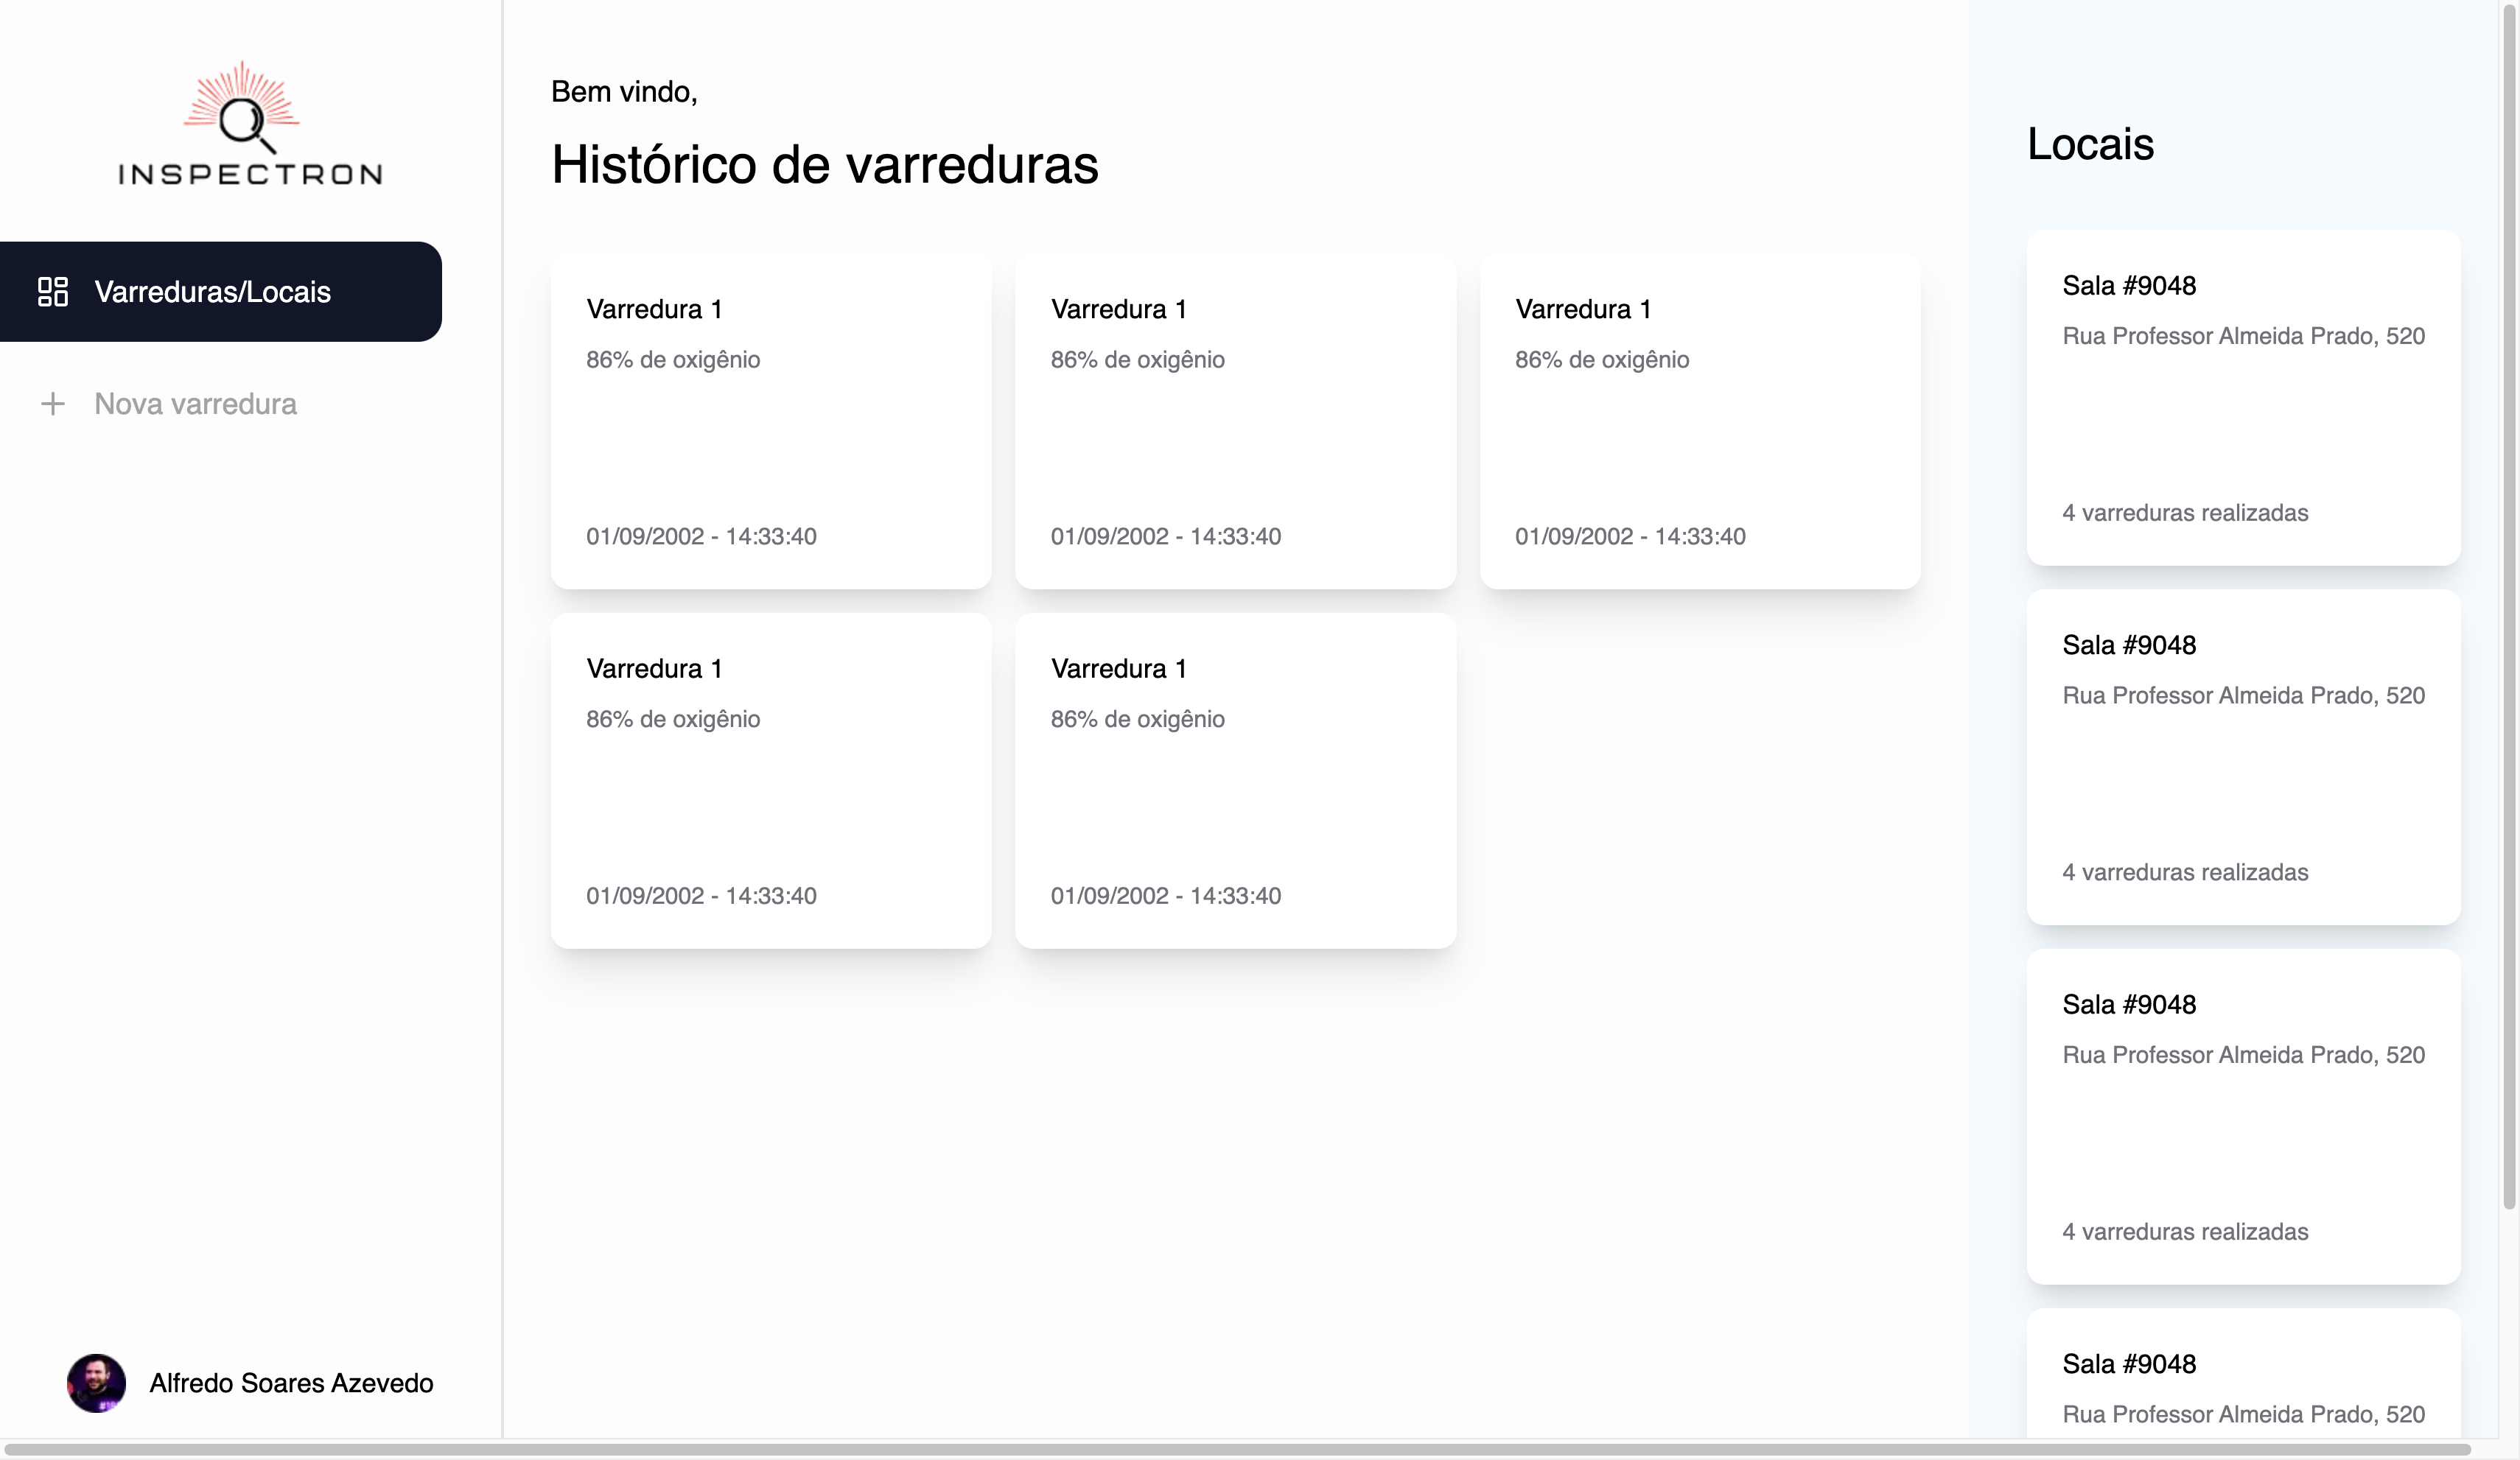 INSPECTRON
Varreduras/Locais
Nova varredura
Alfredo Soares Azevedo
Bem vindo,
Histórico de varreduras
Varredura 1
86% de oxigênio
01/09/2002 - 14:33:40
Varredura 1
86% de oxigênio
01/09/2002 - 14:33:40
Varredura 1
86% de oxigênio
01/09/2002 - 14:33:40
Varredura 1
86% de oxigênio
01/09/2002 - 14:33:40
Varredura 1
86% de oxigênio
01/09/2002 - 14:33:40
Locais
Sala #9048
Rua Professor Almeida Prado, 520
4 varreduras realizadas
Sala #9048
Rua Professor Almeida Prado, 520
4 varreduras realizadas
Sala #9048
Rua Professor Almeida Prado, 520
4 varreduras realizadas
Sala #9048
Rua Professor Almeida Prado, 520